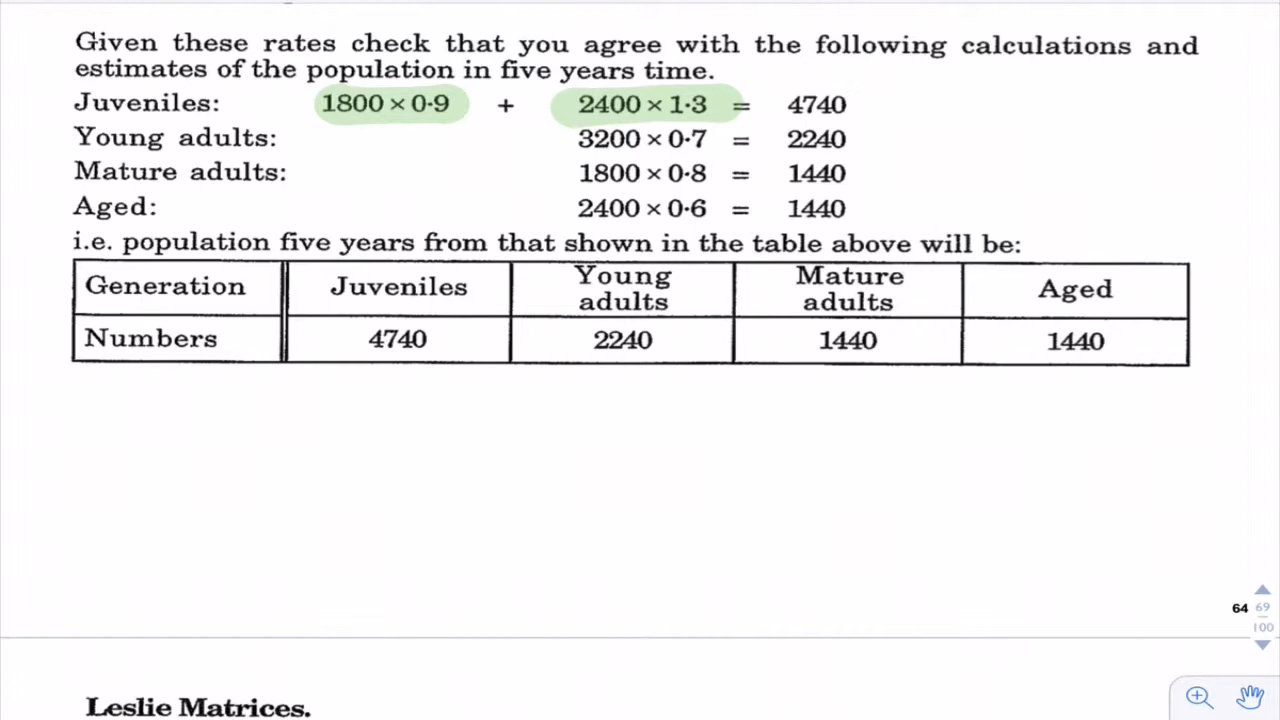 Given these rates check that you agree with the following calculations and
estimates of the population in five years time.
Juveniles: 1800 × 0·9 + 2400 × 1·3 = 4740
Young adults: 3200 × 0·7 = 2240
Mature adults: 1800 × 0·8 = 1440
Aged: 2400 × 0·6 = 1440
i.e. population five years from that shown in the table above will be:
Generation Juveniles Young adults Mature adults Aged
Numbers 4740 2240 1440 1440
64 69
100
Leslie Matrices.